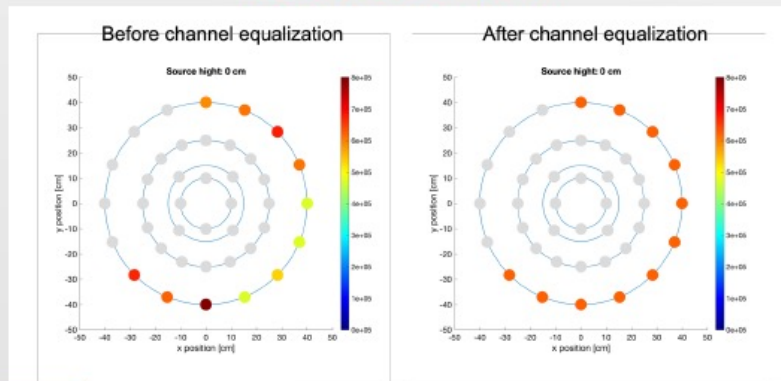 Before channel equalization
Source hight: 0 cm
50
40
30
20
10
0
-10
-20
-30
-40
-50
y position [cm]
-50 -40 -30 -20 -10 0 10 20 30 40 50
x position [cm]
8e+05
7e+05
6e+05
5e+05
4e+05
3e+05
2e+05
1e+05
0e+05
After channel equalization
Source hight: 0 cm
50
40
30
20
10
0
-10
-20
-30
-40
-50
y position [cm]
-50 -40 -30 -20 -10 0 10 20 30 40 50
x position [cm]
8e+05
7e+05
6e+05
5e+05
4e+05
3e+05
2e+05
1e+05
0e+05